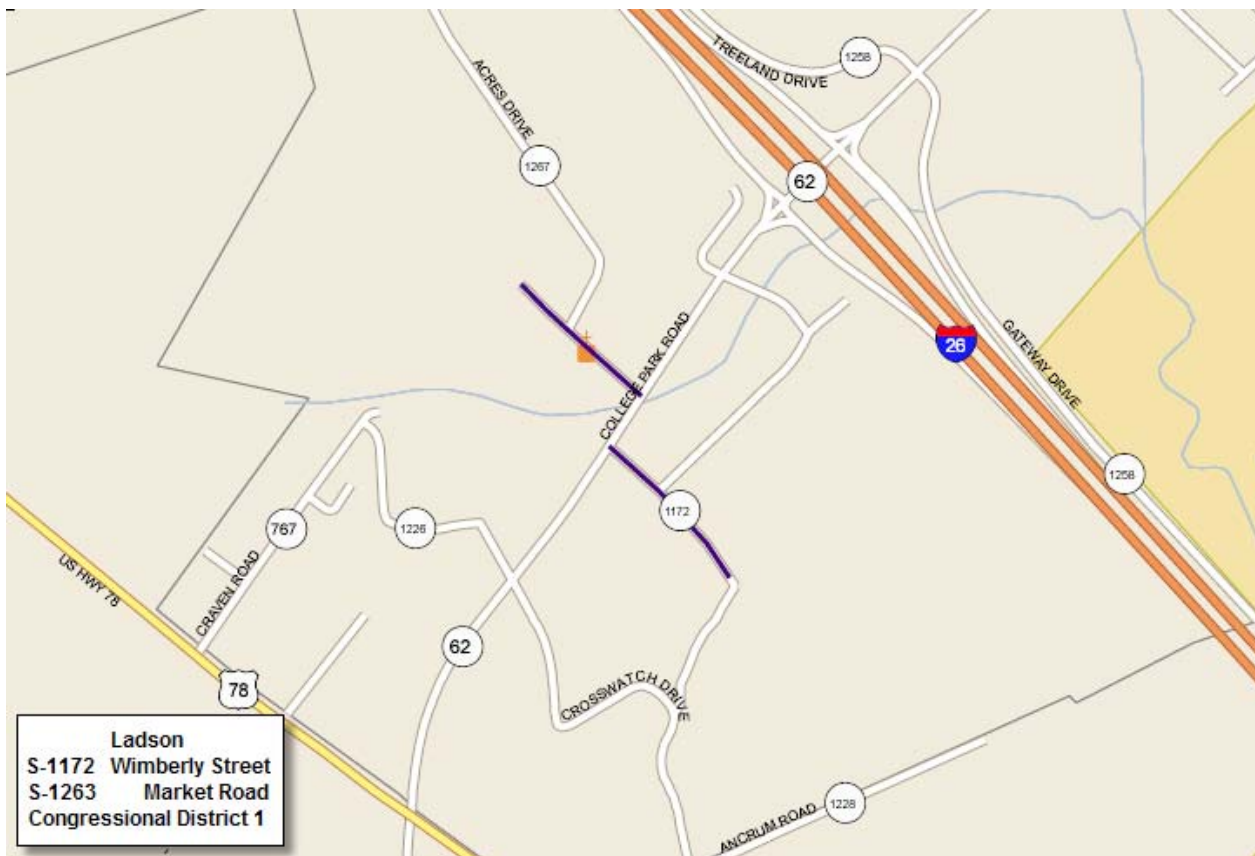 TREELAND DRIVE
1258
ACRES DRIVE
1267
62
COLLEGE PARK ROAD
26
GATEWAY DRIVE
1258
1172
767
1226
CRAVEN ROAD
US HWY 78
62
78
CROSSWATCH DRIVE
1228
ANCRUM ROAD
Ladson
S-1172 Wimberly Street
S-1263 Market Road
Congressional District 1